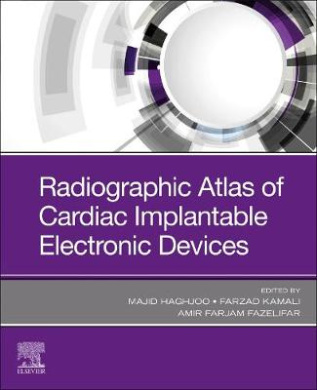 Radiographic Atlas of
Cardiac Implantable
Electronic Devices
EDITED BY
MAJID HAGHJOO • FARZAD KAMALI
AMIR FARJAM FAZELIFAR
ELSEVIER